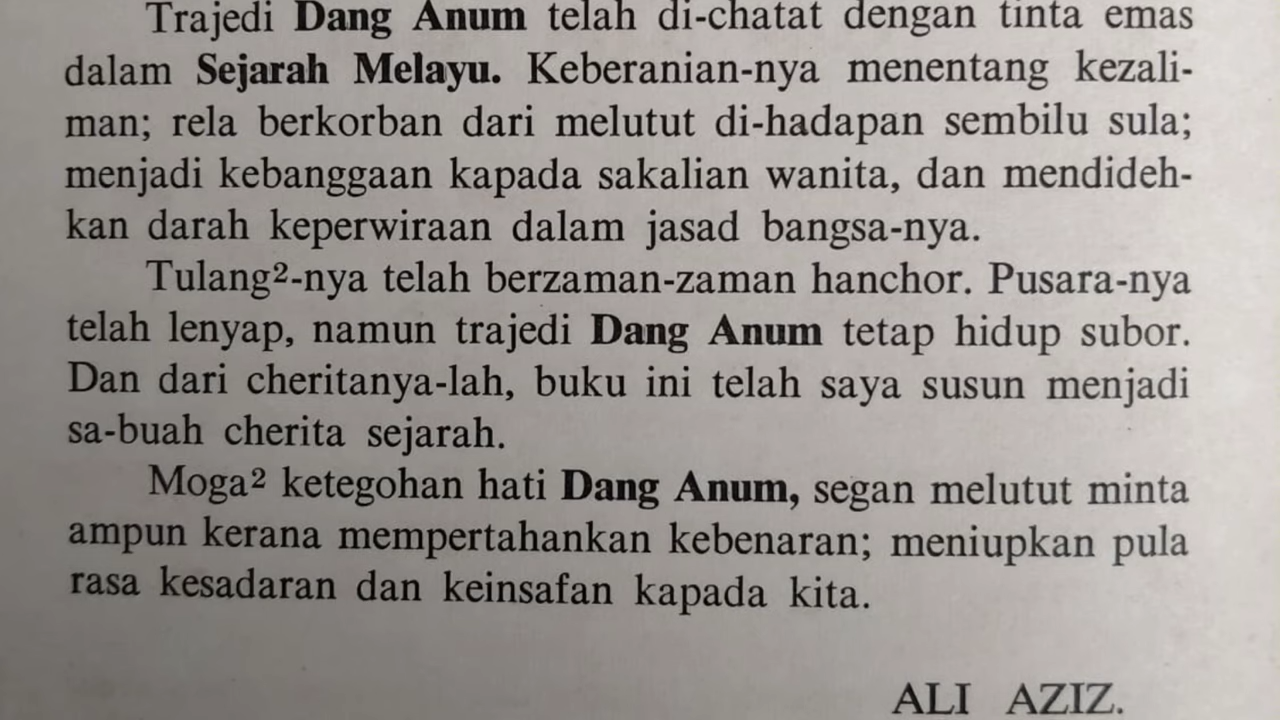 Trajedi Dang Anum telah di-chatat dengan tinta emas
dalam Sejarah Melayu. Keberanian-nya menentang kezali-
man; rela berkorban dari melutut di-hadapan sembilu sula;
menjadi kebanggaan kapada sakalian wanita, dan mendideh-
kan darah keperwiraan dalam jasad bangsa-nya.
Tulang²-nya telah berzaman-zaman hanchor. Pusara-nya
telah lenyap, namun trajedi Dang Anum tetap hidup subor.
Dan dari cheritanya-lah, buku ini telah saya susun menjadi
sa-buah cherita sejarah.
Moga² ketegohan hati Dang Anum, segan melutut minta
ampun kerana mempertahankan kebenaran; meniupkan pula
rasa kesadaran dan keinsafan kapada kita.
ALI AZIZ.